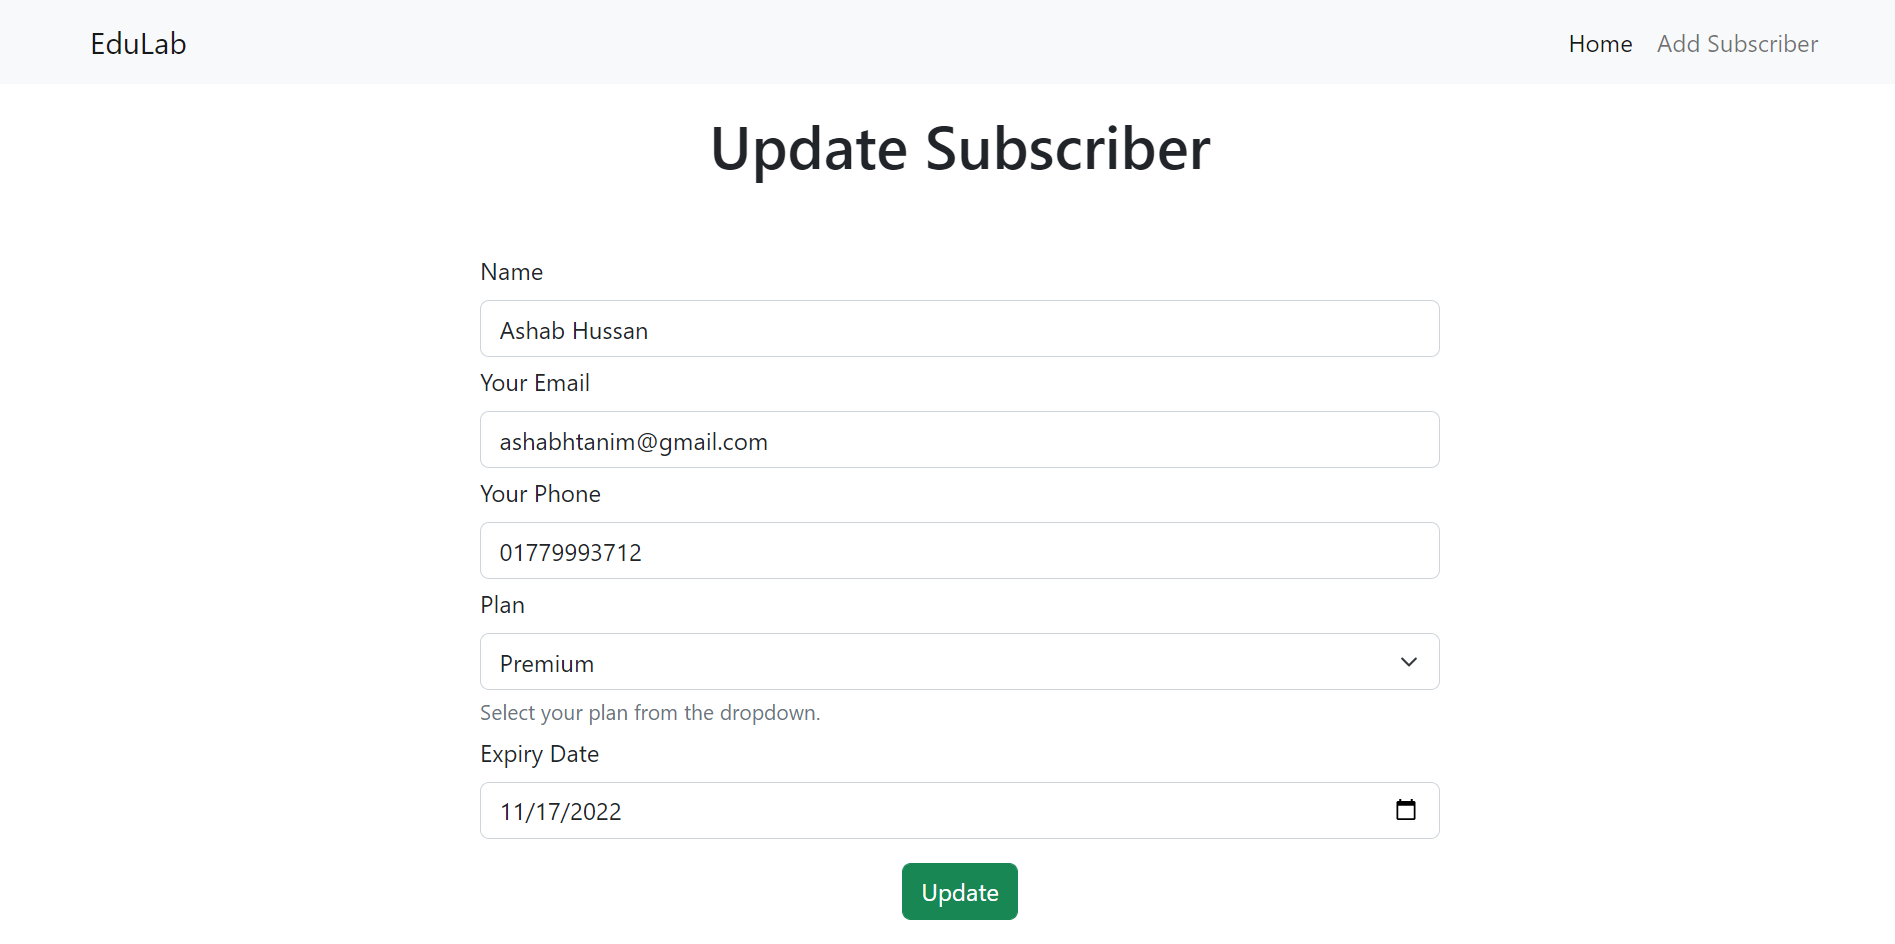 EduLab
Home Add Subscriber
Update Subscriber
Name
Ashab Hussan
Your Email
ashabhtanim@gmail.com
Your Phone
01779993712
Plan
Premium
Select your plan from the dropdown.
Expiry Date
11/17/2022
Update